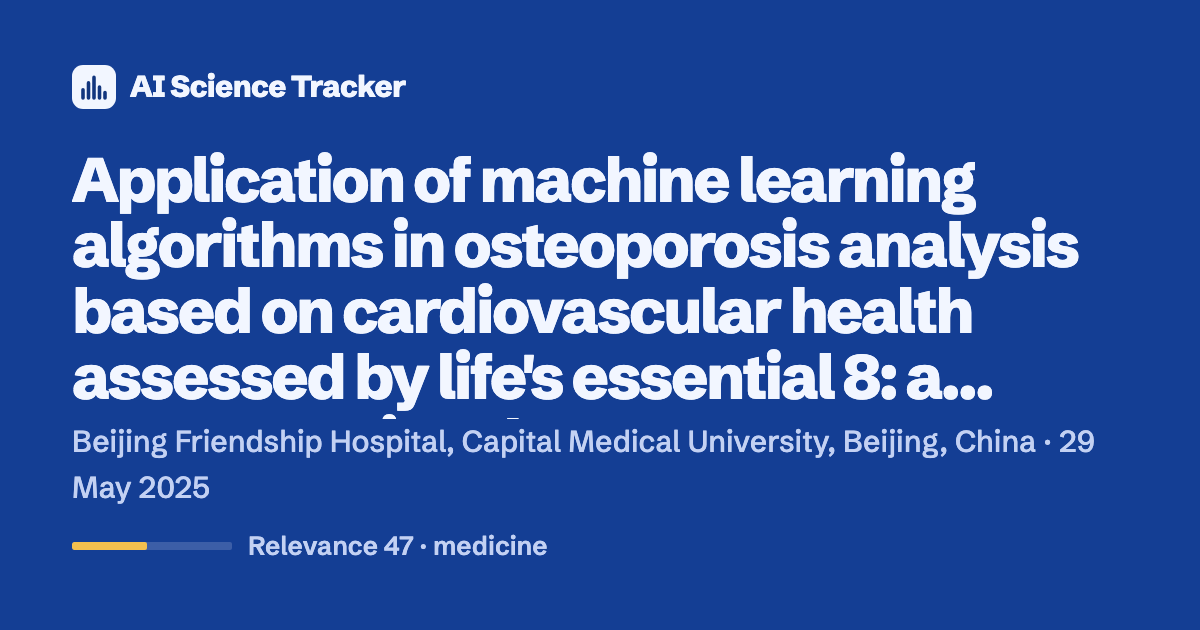 AI Science Tracker
Application of machine learning
algorithms in osteoporosis analysis
based on cardiovascular health
assessed by life's essential 8: a...
Beijing Friendship Hospital, Capital Medical University, Beijing, China · 29
May 2025
Relevance 47 · medicine